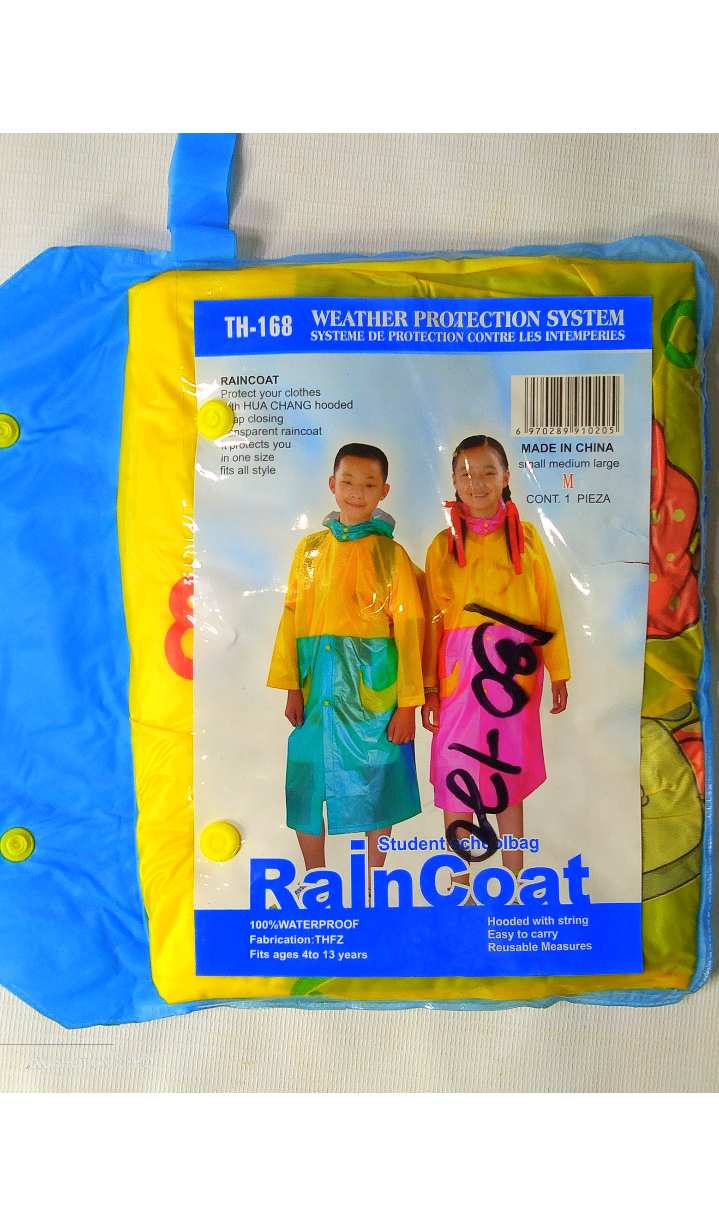 TH-168
WEATHER PROTECTION SYSTEM
SYSTEME DE PROTECTION CONTRE LES INTEMPERIES
RAINCOAT
Protect your clothes
HUA CHANG hooded
closing
raincoat
It protects you
in one size
fits all style
6 970289 910205
MADE IN CHINA
small medium large
M
CONT. 1 PIEZA
8
Student schoolbag
RainCoat
100%WATERPROOF
Fabrication:THFZ
Fits ages 4to 13 years
Hooded with string
Easy to carry
Reusable Measures